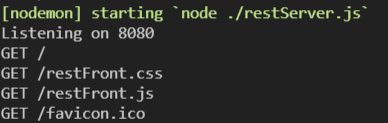 [nodemon] starting `node ./restServer.js`
Listening on 8080
GET /
GET /restFront.css
GET /restFront.js
GET /favicon.ico